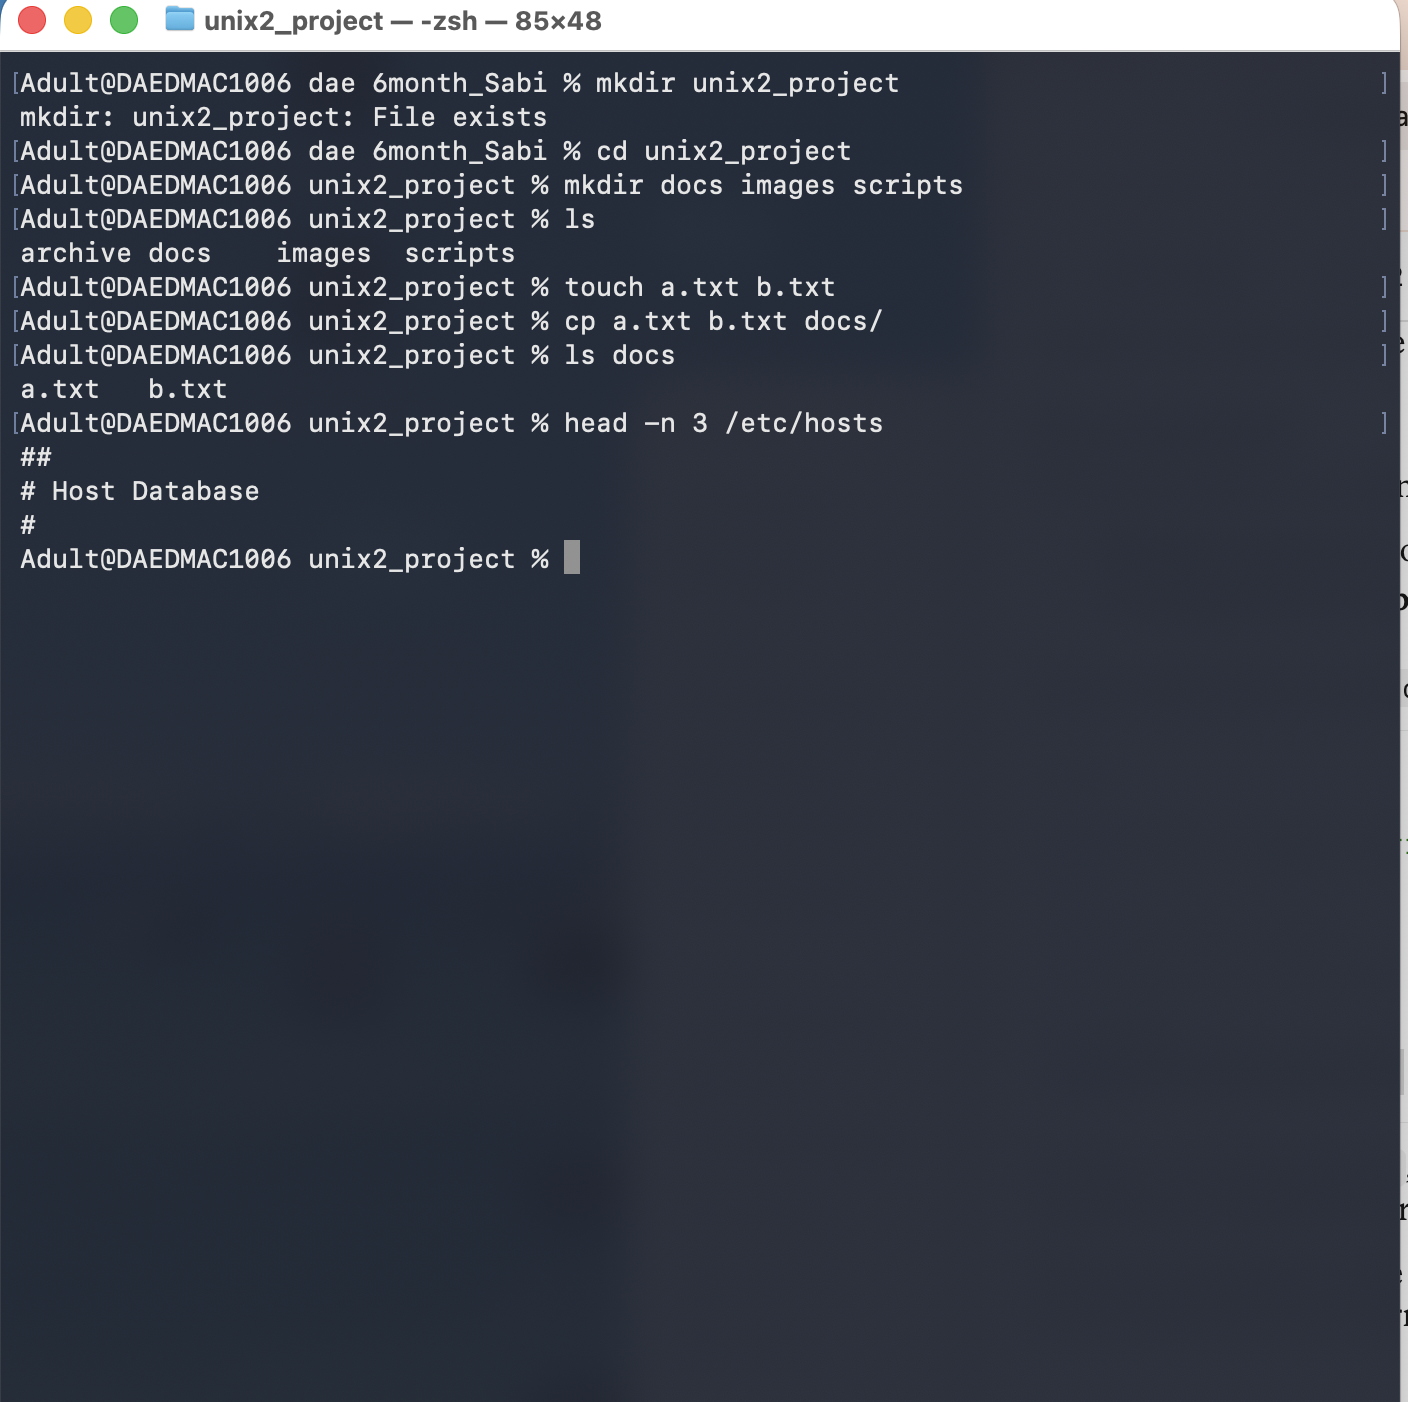 unix2_project — -zsh — 85×48
[Adult@DAEDMAC1006 dae 6month_Sabi % mkdir unix2_project ]
mkdir: unix2_project: File exists
[Adult@DAEDMAC1006 dae 6month_Sabi % cd unix2_project ]
[Adult@DAEDMAC1006 unix2_project % mkdir docs images scripts ]
[Adult@DAEDMAC1006 unix2_project % ls ]
archive docs    images  scripts
[Adult@DAEDMAC1006 unix2_project % touch a.txt b.txt ]
[Adult@DAEDMAC1006 unix2_project % cp a.txt b.txt docs/ ]
[Adult@DAEDMAC1006 unix2_project % ls docs ]
a.txt   b.txt
[Adult@DAEDMAC1006 unix2_project % head -n 3 /etc/hosts ]
##
# Host Database
#
Adult@DAEDMAC1006 unix2_project %